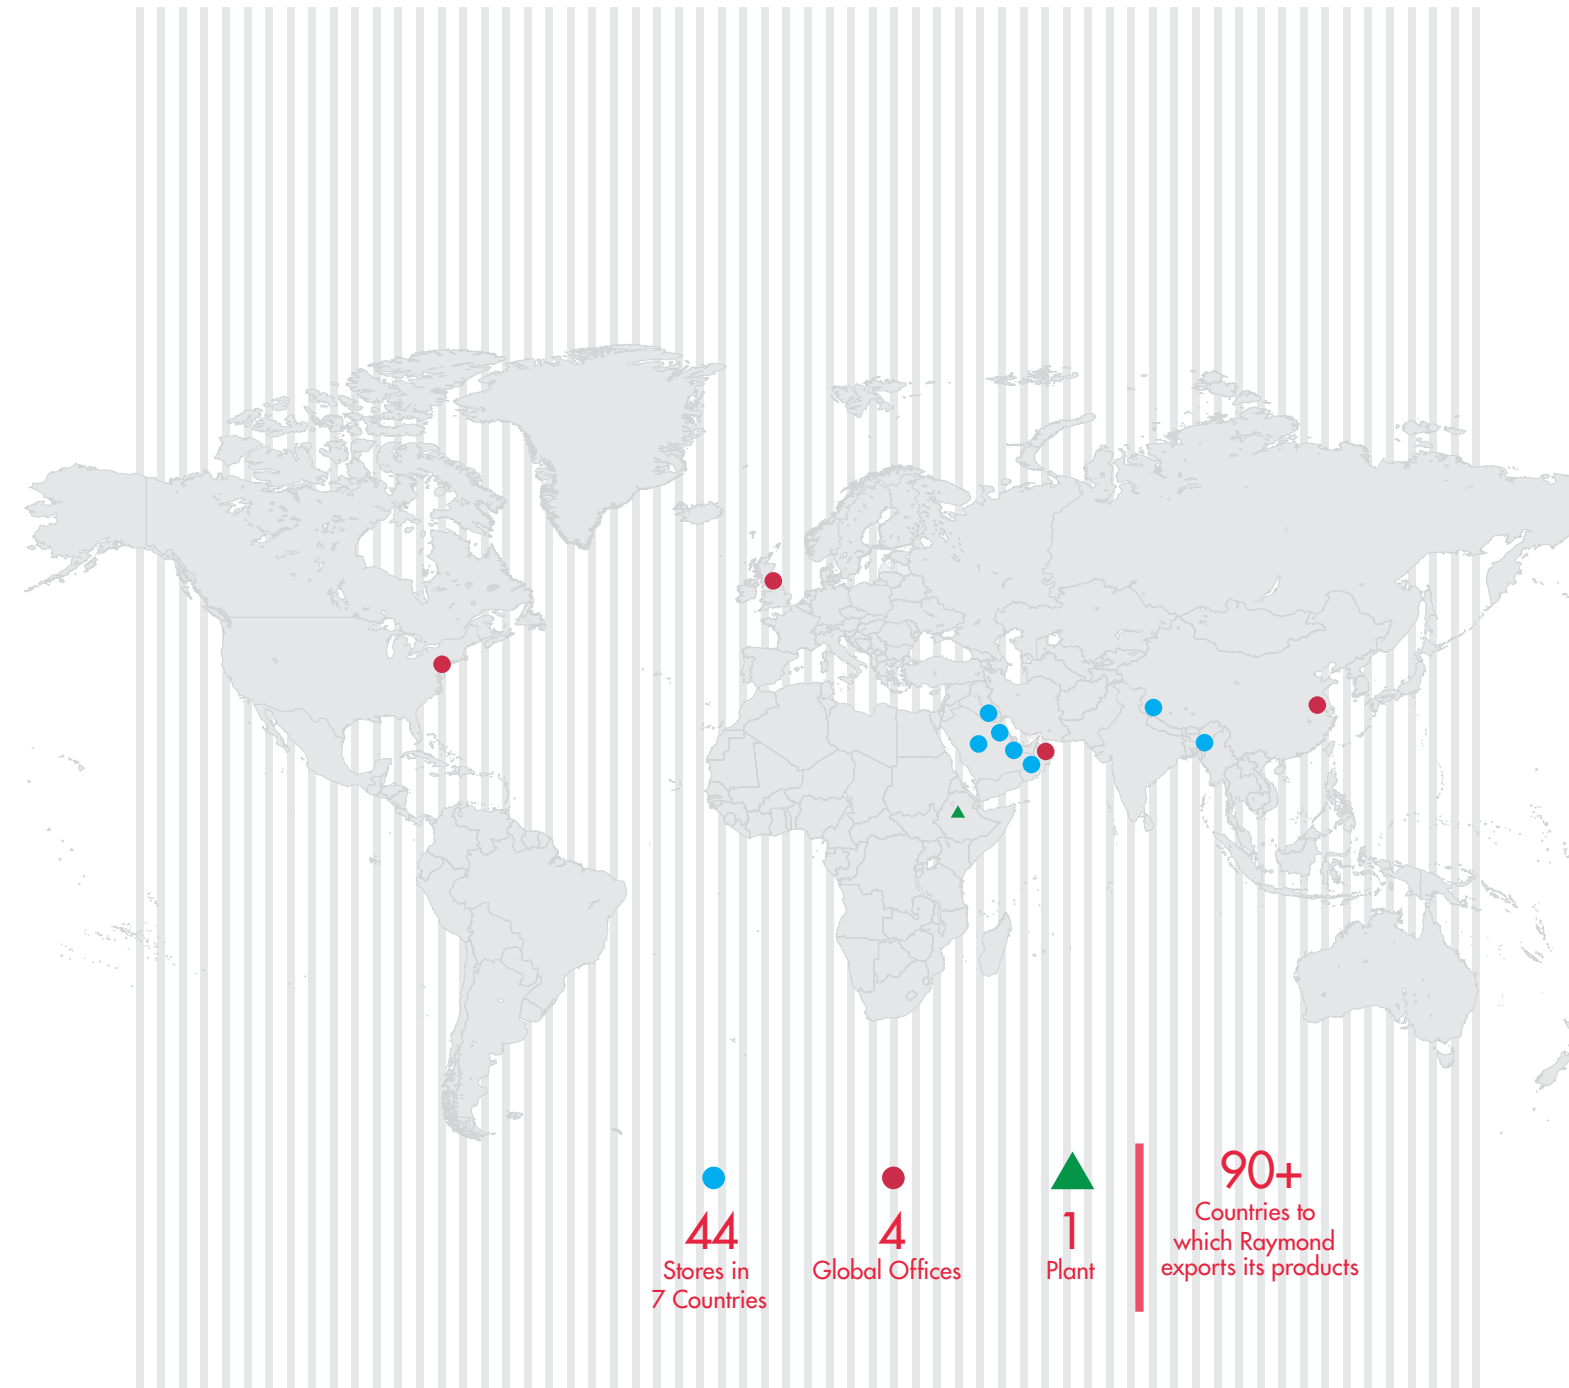 44
Stores in
7 Countries
4
Global Offices
1
Plant
90+
Countries to
which Raymond
exports its products